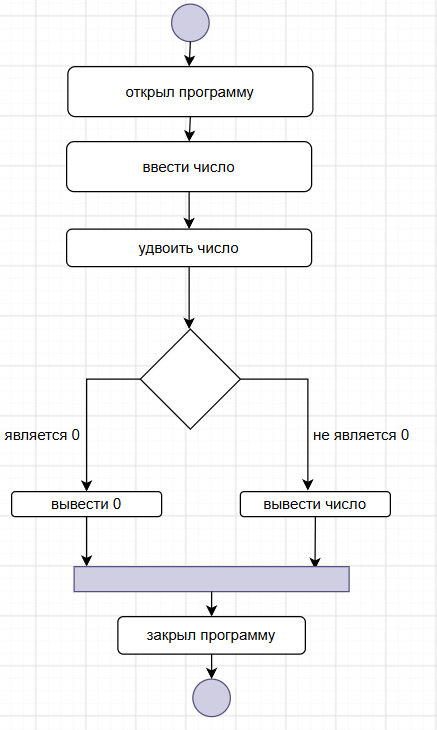 открыл программу
ввести число
удвоить число
является 0
не является 0
вывести 0
вывести число
закрыл программу